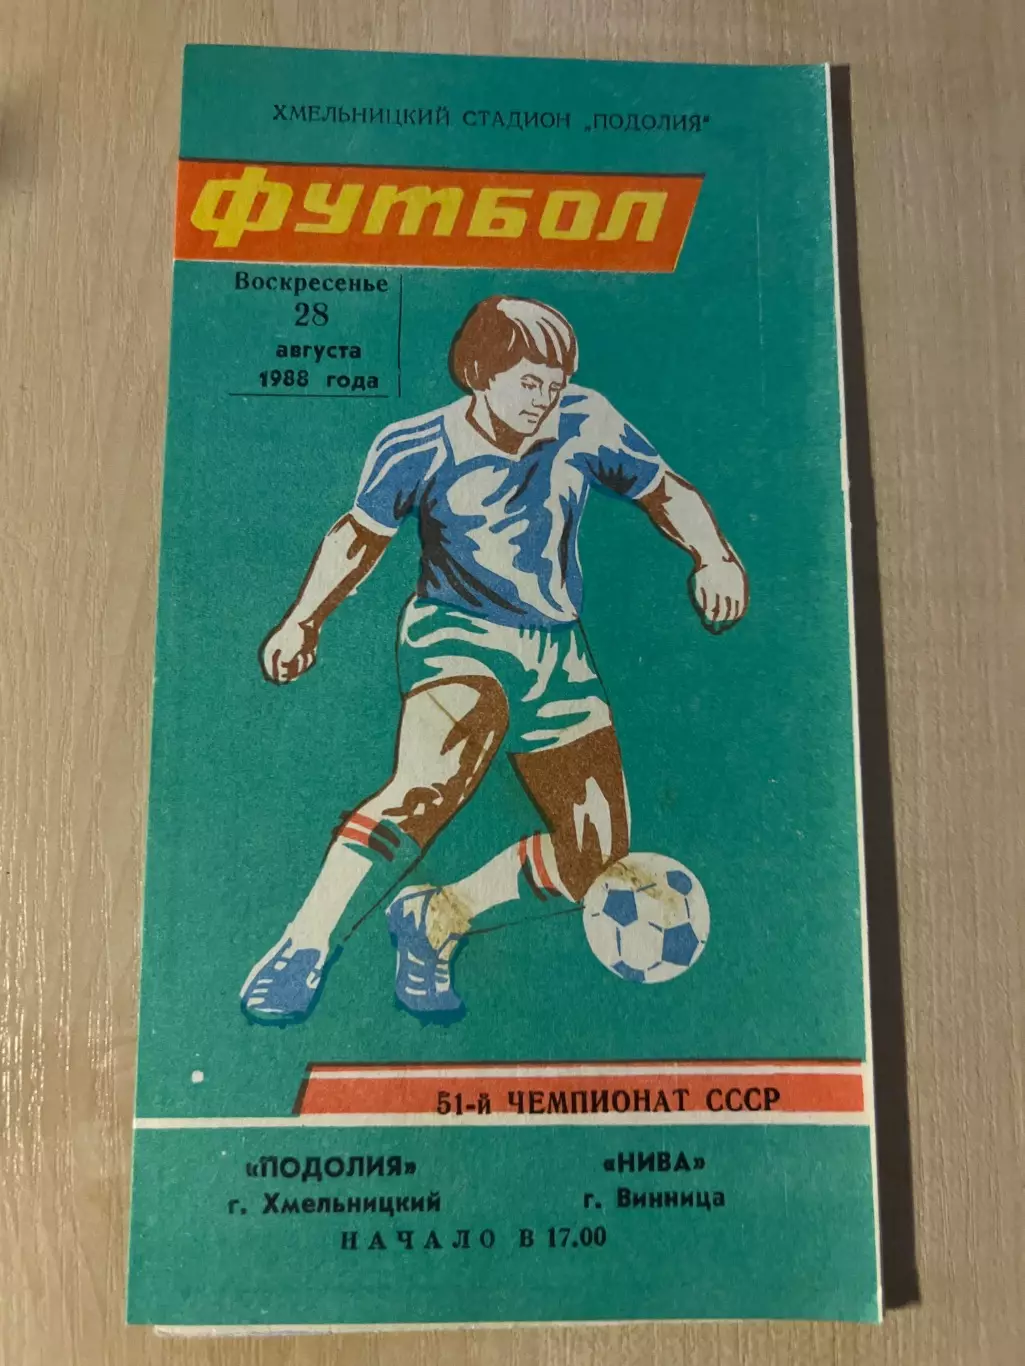 ХМЕЛЬНИЦКИЙ СТАДИОН „ПОДОЛИЯ"
ФУТБОЛ
Воскресенье
28
августа
1988 года
51-й ЧЕМПИОНАТ СССР
«ПОДОЛИЯ» «НИВА»
г. Хмельницкий г. Винница
НАЧАЛО В 17.00